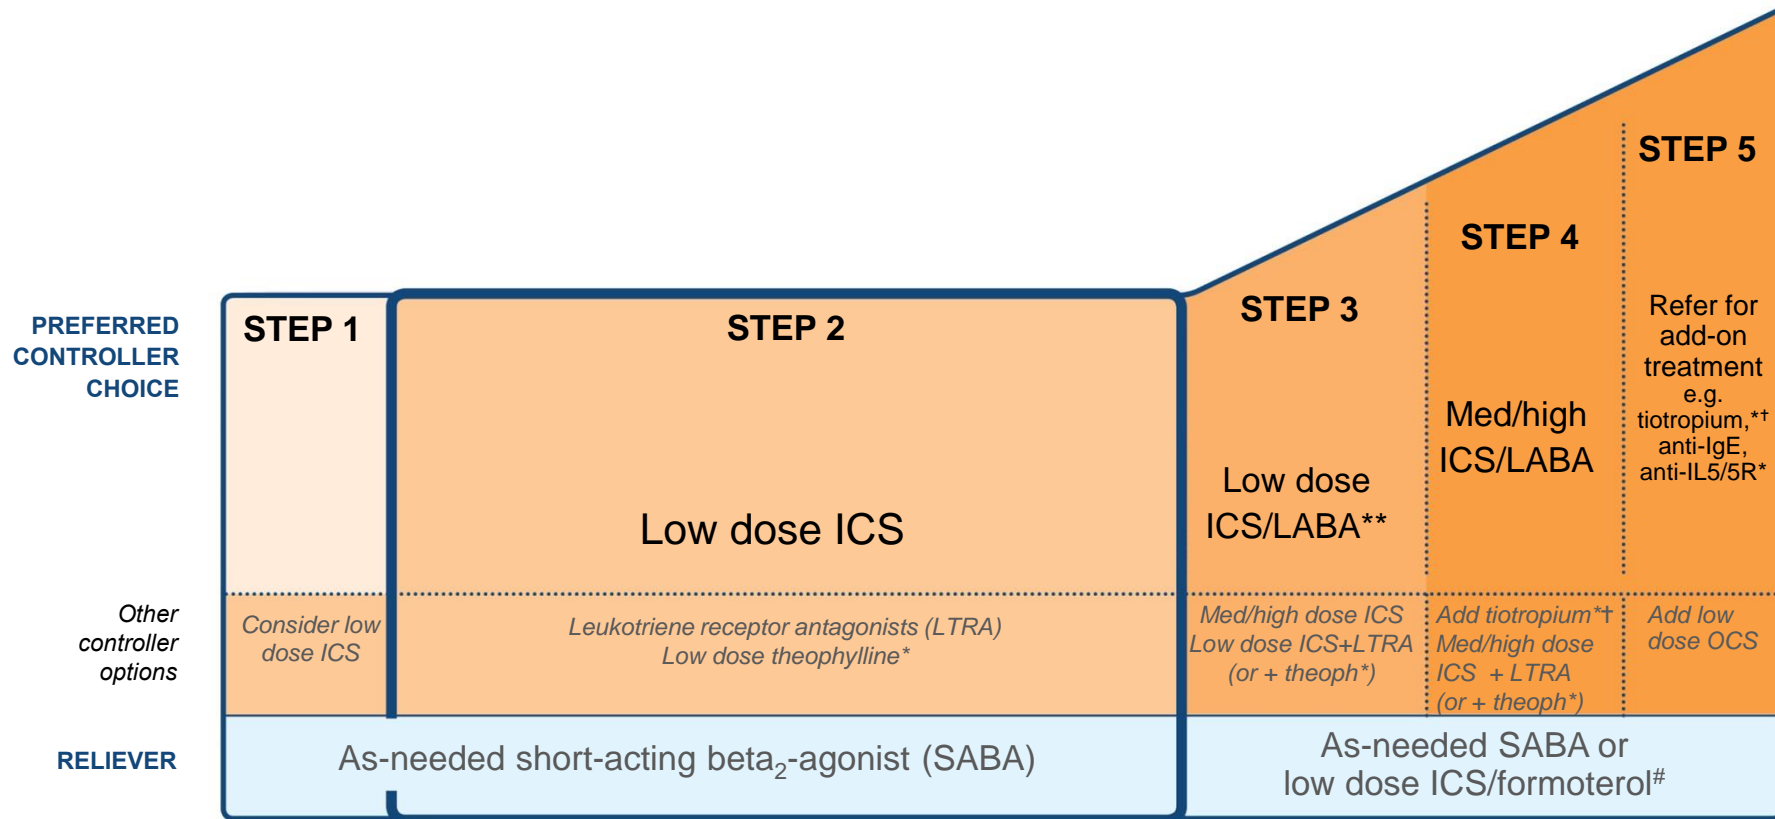 PREFERRED
CONTROLLER
CHOICE
STEP 1
STEP 2
Low dose ICS
STEP 3
Low dose
ICS/LABA**
STEP 4
Med/high
ICS/LABA
STEP 5
Refer for
add-on
treatment
e.g.
tiotropium,*†
anti-IgE,
anti-IL5/5R*
Other
controller
options
Consider low
dose ICS
Leukotriene receptor antagonists (LTRA)
Low dose theophylline*
Med/high dose ICS
Low dose ICS+LTRA
(or + theoph*)
Add tiotropium*†
Med/high dose
ICS + LTRA
(or + theoph*)
Add low
dose OCS
RELIEVER
As-needed short-acting beta₂-agonist (SABA)
As-needed SABA or
low dose ICS/formoterol#